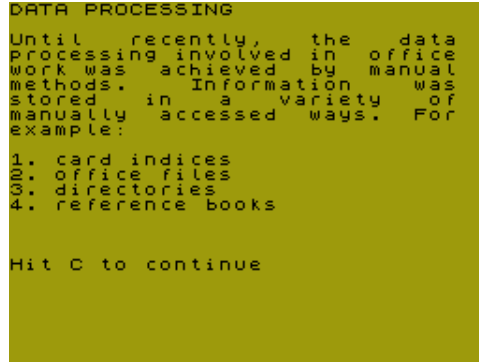 DATA PROCESSING
Until recently, the data
processing involved in office
work was achieved by manual
methods. Information was
stored in a variety of
manually accessed ways. For
example:
1. card indices
2. office files
3. directories
4. reference books
Hit C to continue